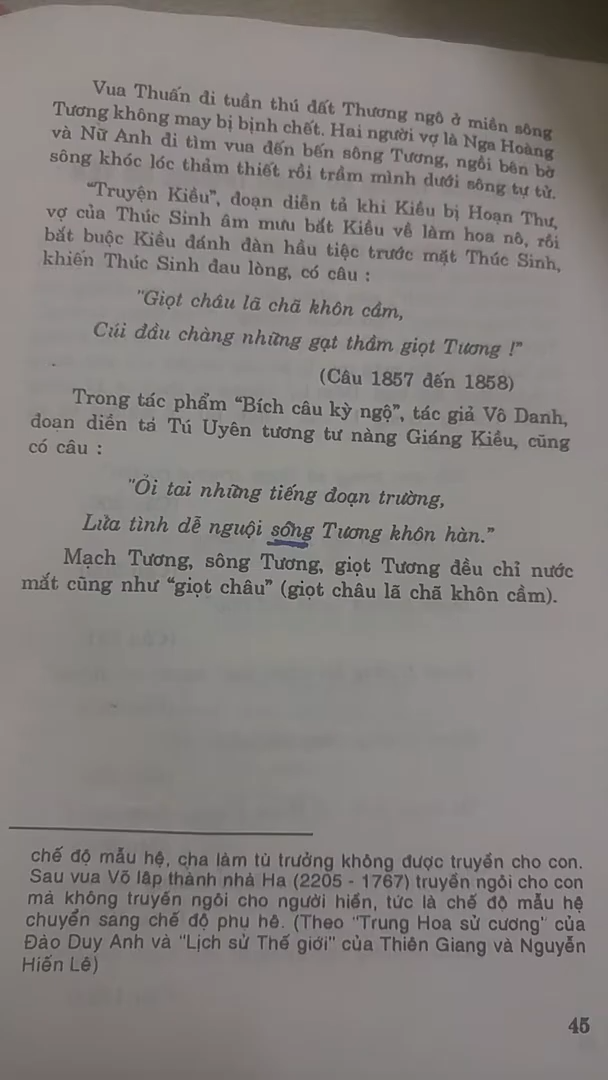 Vua Thuấn đi tuần thú đất Thương ngô ở miền sông
Tương không may bị bịnh chết. Hai người vợ là Nga Hoàng
và Nữ Anh đi tìm vua đến bến sông Tương, ngồi bên bờ
sông khóc lóc thảm thiết rồi trầm mình dưới sông tự tử.
"Truyện Kiều", đoạn diễn tả khi Kiều bị Hoạn Thư,
vợ của Thúc Sinh âm mưu bắt Kiều về làm hoa nô, rồi
bắt buộc Kiều đánh đàn hầu tiệc trước mặt Thúc Sinh,
khiến Thúc Sinh đau lòng, có câu :
"Giọt châu lã chã khôn cầm,
Cúi đầu chàng những gạt thầm giọt Tương !"
(Câu 1857 đến 1858)
Trong tác phẩm "Bích câu kỳ ngộ", tác giả Vô Danh,
đoạn diễn tả Tú Uyên tương tư nàng Giáng Kiều, cũng
có câu :
"Ỏi tai những tiếng đoạn trường,
Lửa tình dễ nguội sông Tương khôn hàn."
Mạch Tương, sông Tương, giọt Tương đều chỉ nước
mắt cũng như "giọt châu" (giọt châu lã chã khôn cầm).
chế độ mẫu hệ, cha làm tù trưởng không được truyền cho con.
Sau vua Võ lập thành nhà Hạ (2205 - 1767) truyền ngôi cho con
mà không truyền ngôi cho người hiền, tức là chế độ mẫu hệ
chuyển sang chế độ phụ hệ. (Theo "Trung Hoa sử cương" của
Đào Duy Anh và "Lịch sử Thế giới" của Thiên Giang và Nguyễn
Hiến Lê)
45